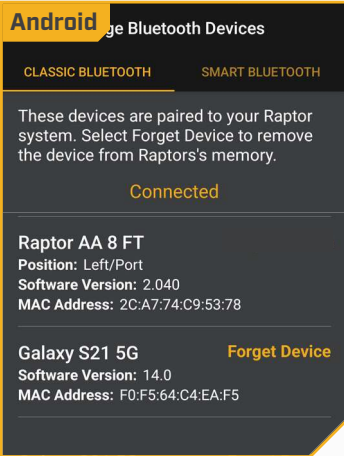 Android
ge Bluetooth Devices
CLASSIC BLUETOOTH SMART BLUETOOTH
These devices are paired to your Raptor
system. Select Forget Device to remove
the device from Raptors's memory.
Connected
Raptor AA 8 FT
Position: Left/Port
Software Version: 2.040
MAC Address: 2C:A7:74:C9:53:78
Galaxy S21 5G Forget Device
Software Version: 14.0
MAC Address: F0:F5:64:C4:EA:F5